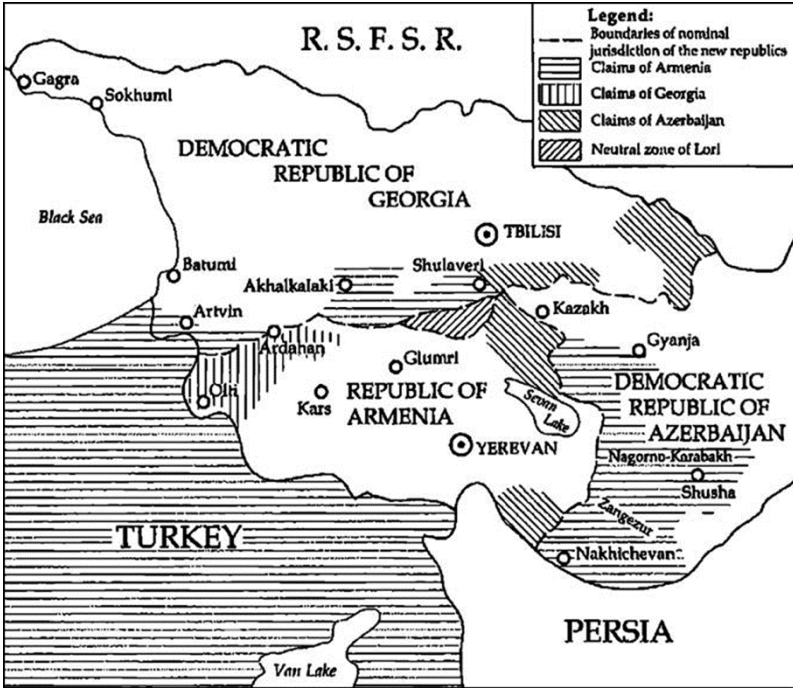 Legend:
Boundaries of nominal
jurisdiction of the new republics
Claims of Armenia
Claims of Georgia
Claims of Azerbaijan
Neutral zone of Lori
R. S. F. S. R.
Gagra
Sokhumi
DEMOCRATIC
REPUBLIC OF
GEORGIA
Black Sea
TBILISI
Batumi
Akhalkalaki
Shulaveri
Artvin
Kazakh
Ardahan
Gyanja
Glumri
Olti
Kars
REPUBLIC OF
ARMENIA
Sevan
Lake
DEMOCRATIC
REPUBLIC OF
AZERBAIJAN
YEREVAN
Nagorno-Karabakh
Shusha
Zangezur
TURKEY
Nakhichevan
PERSIA
Van Lake